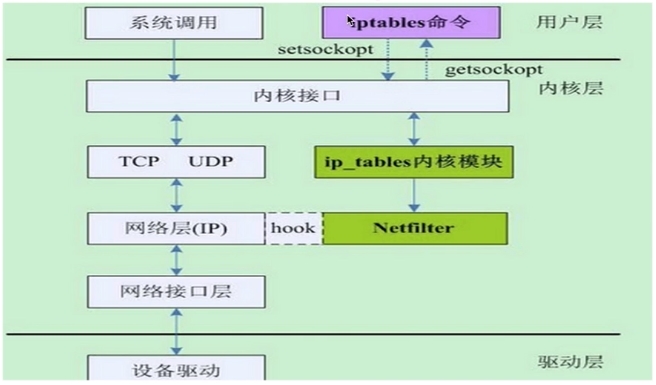 系统调用
iptables命令
用户层
setsockopt
getsockopt
内核接口
内核层
TCP UDP
ip_tables内核模块
网络层(IP)
hook
Netfilter
网络接口层
设备驱动
驱动层